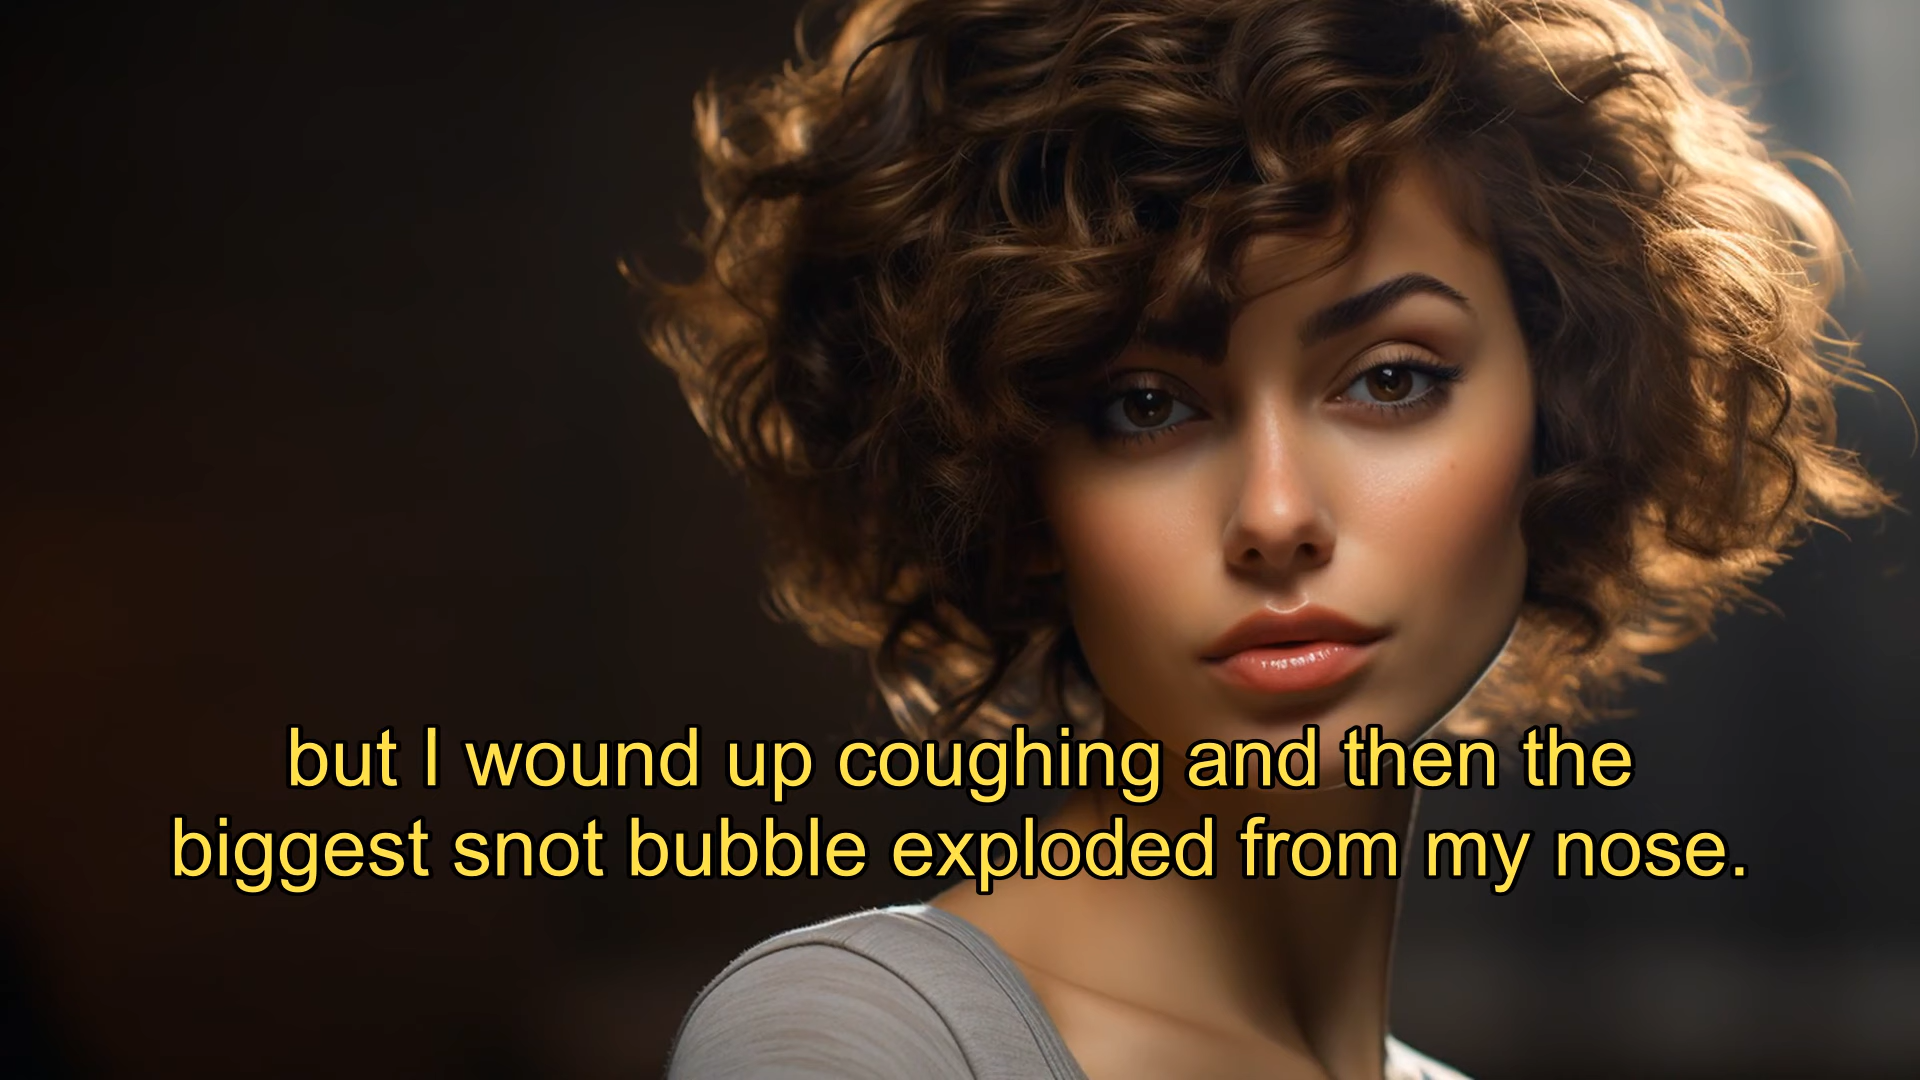 but I wound up coughing and then the
biggest snot bubble exploded from my nose.